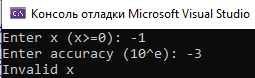 Консоль отладки Microsoft Visual Studio
Enter x (x>=0): -1
Enter accuracy (10^e): -3
Invalid x